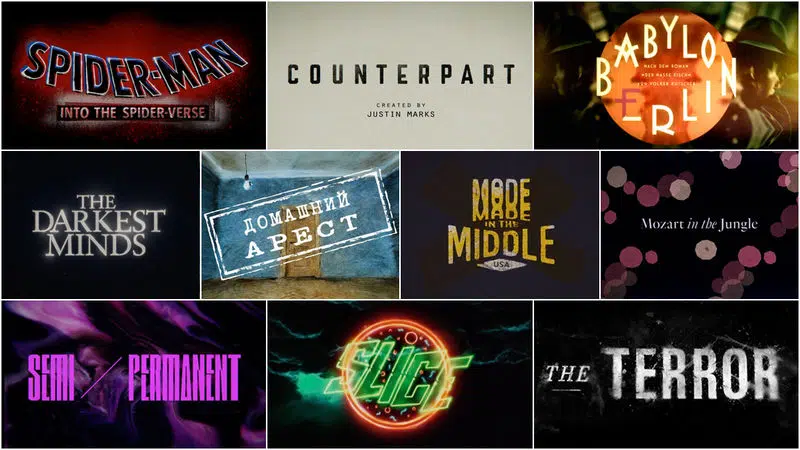 SPIDER-MAN
INTO THE SPIDER-VERSE
COUNTERPART
CREATED BY
JUSTIN MARKS
BABYLON
NACH DEM ROMAN
»DER NASSE FISCH«
VON VOLKER KUTSCHER
BERLIN
THE
DARKEST
MINDS
ДОМАШНИЙ
АРЕСТ
MADE
MADE
IN THE
MIDDLE
USA
Mozart in the Jungle
SEMI / PERMANENT
SLICE
THE TERROR